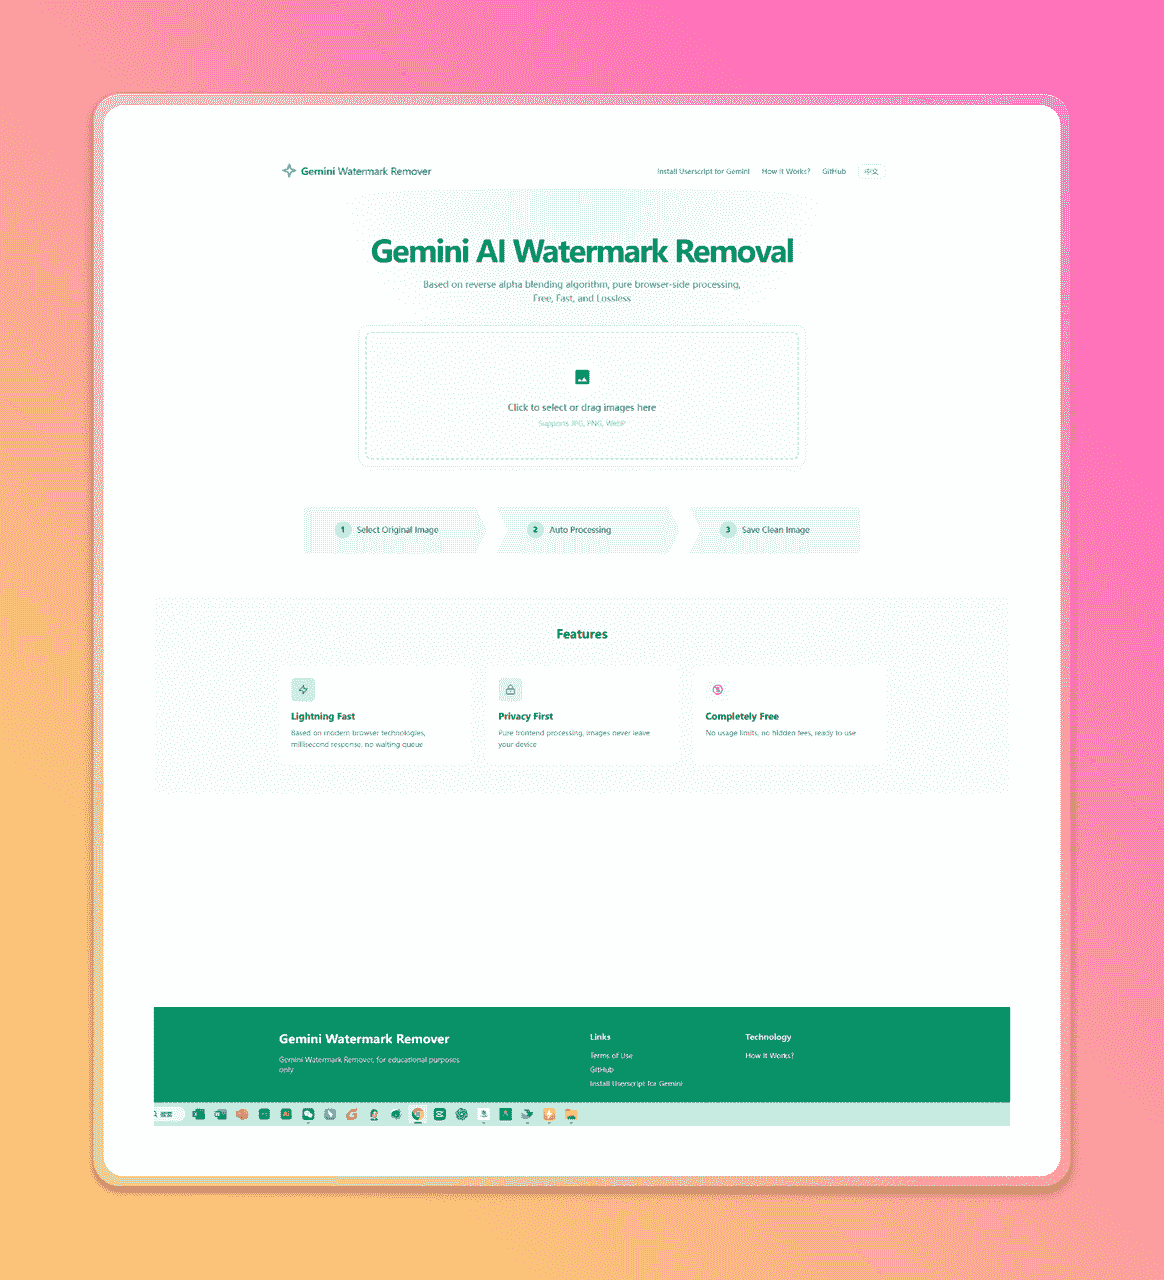 Gemini Watermark Remover
Install Userscript for Gemini
How It Works?
GitHub
中文
Gemini AI Watermark Removal
Based on reverse alpha blending algorithm, pure browser-side processing,
Free, Fast, and Lossless
Click to select or drag images here
Supports JPG, PNG, WebP
1 Select Original Image
2 Auto Processing
3 Save Clean Image
Features
Lightning Fast
Based on modern browser technologies,
millisecond response, no waiting queue
Privacy First
Pure frontend processing, images never leave
your device
Completely Free
No usage limits, no hidden fees, ready to use
Gemini Watermark Remover
Gemini Watermark Remover, for educational purposes
only
Links
Terms of Use
GitHub
Install Userscript for Gemini
Technology
How It Works?